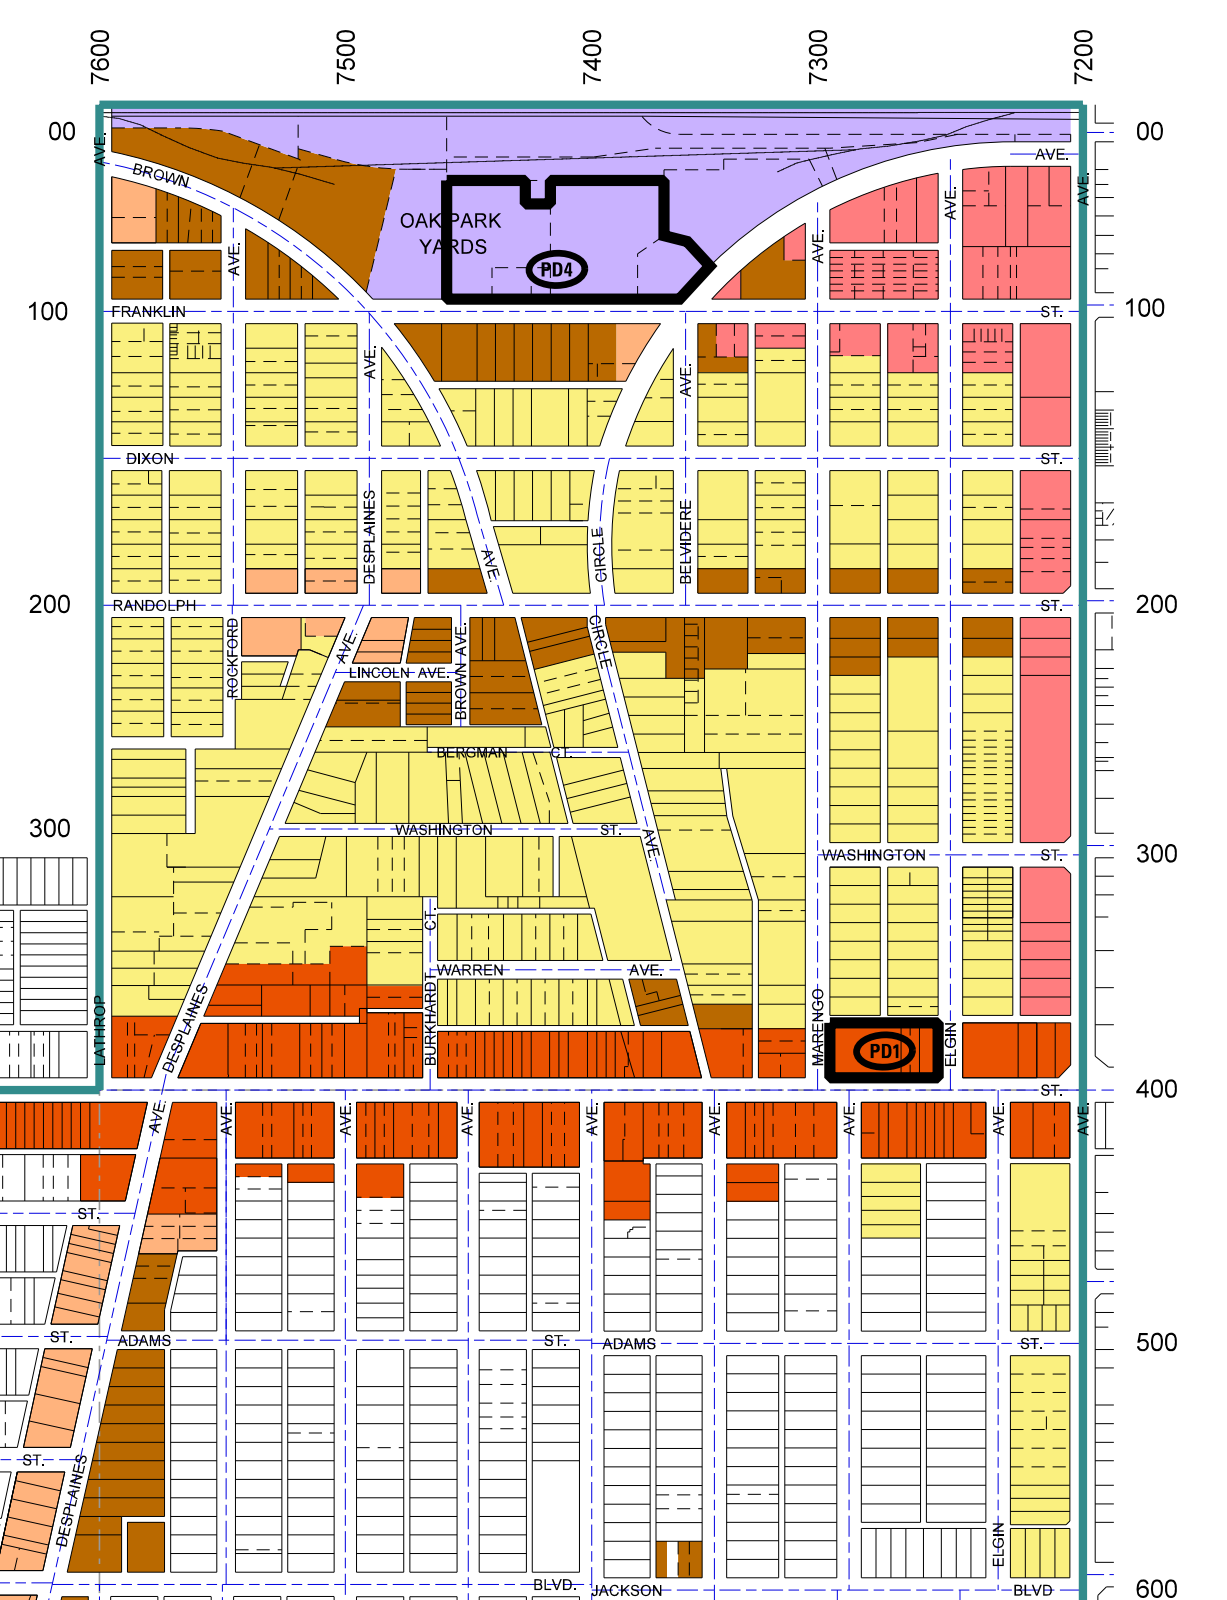 7600
7500
7400
7300
7200
00
00
AVE.
AVE.
BROWN
AVE.
AVE.
OAK PARK
YARDS
PD4
AVE.
AVE.
100
FRANKLIN
100
ST.
AVE.
AVE.
DIXON
ST.
DESPLAINES
AVE.
CIRCLE
BELVIDERE
200
RANDOLPH
ST.
200
ROCKFORD
AVE.
LINCOLN AVE.
BROWN AVE.
CIRCLE
BERGMAN
CT.
300
WASHINGTON
ST.
AVE.
WASHINGTON
ST.
300
CT.
WARREN
AVE.
LATHROP
DESPLAINES
BURKHARDT
MARENGO
PD1
ELGIN
ST.
400
AVE.
AVE.
AVE.
AVE.
AVE.
AVE.
AVE.
AVE.
AVE.
ST.
ST.
ADAMS
ST.
ADAMS
ST.
500
ST.
DESPLAINES
ELGIN
BLVD.
JACKSON
BLVD
600